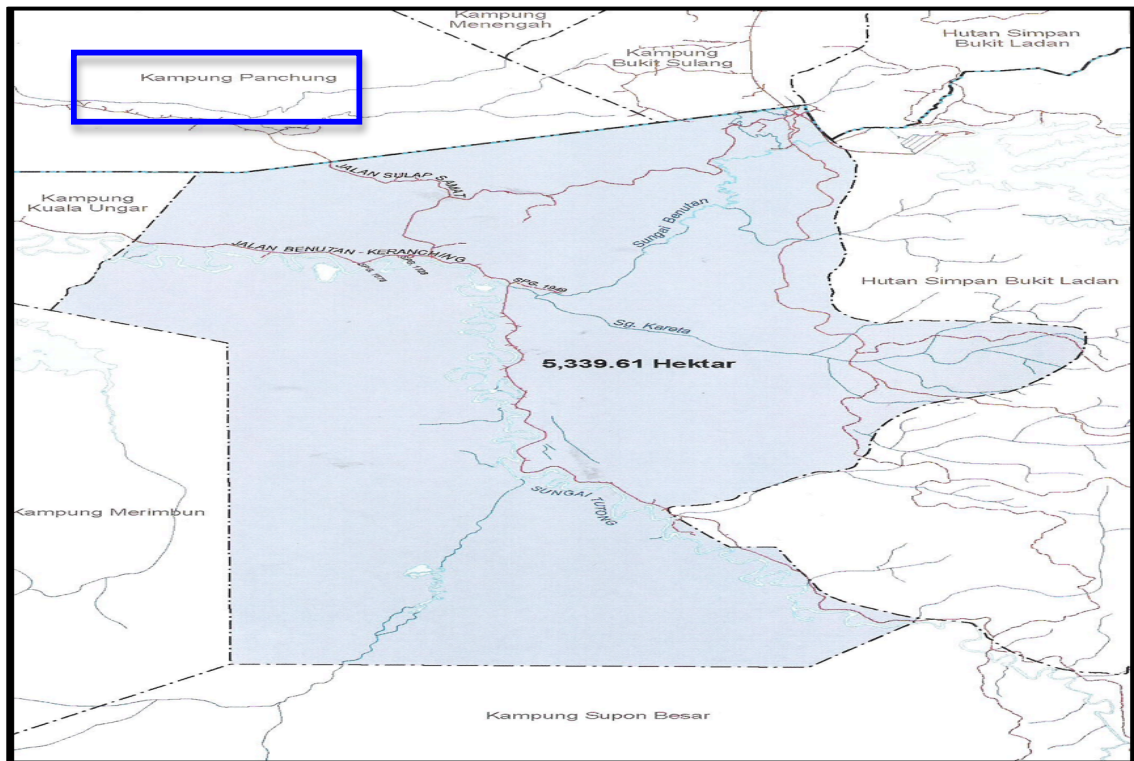 Kampung
Menengah
Hutan Simpan
Bukit Ladan
Kampung
Bukit Sulang
Kampung Panchung
JALAN SULAP SAMAT
Kampung
Kuala Ungar
Sungai Benutan
JALAN BENUTAN - KERANCHING
SPG. 1949
Hutan Simpan Bukit Ladan
Sg. Kareta
5,339.61 Hektar
SUNGAI TUTONG
Kampung Merimbun
Kampung Supon Besar